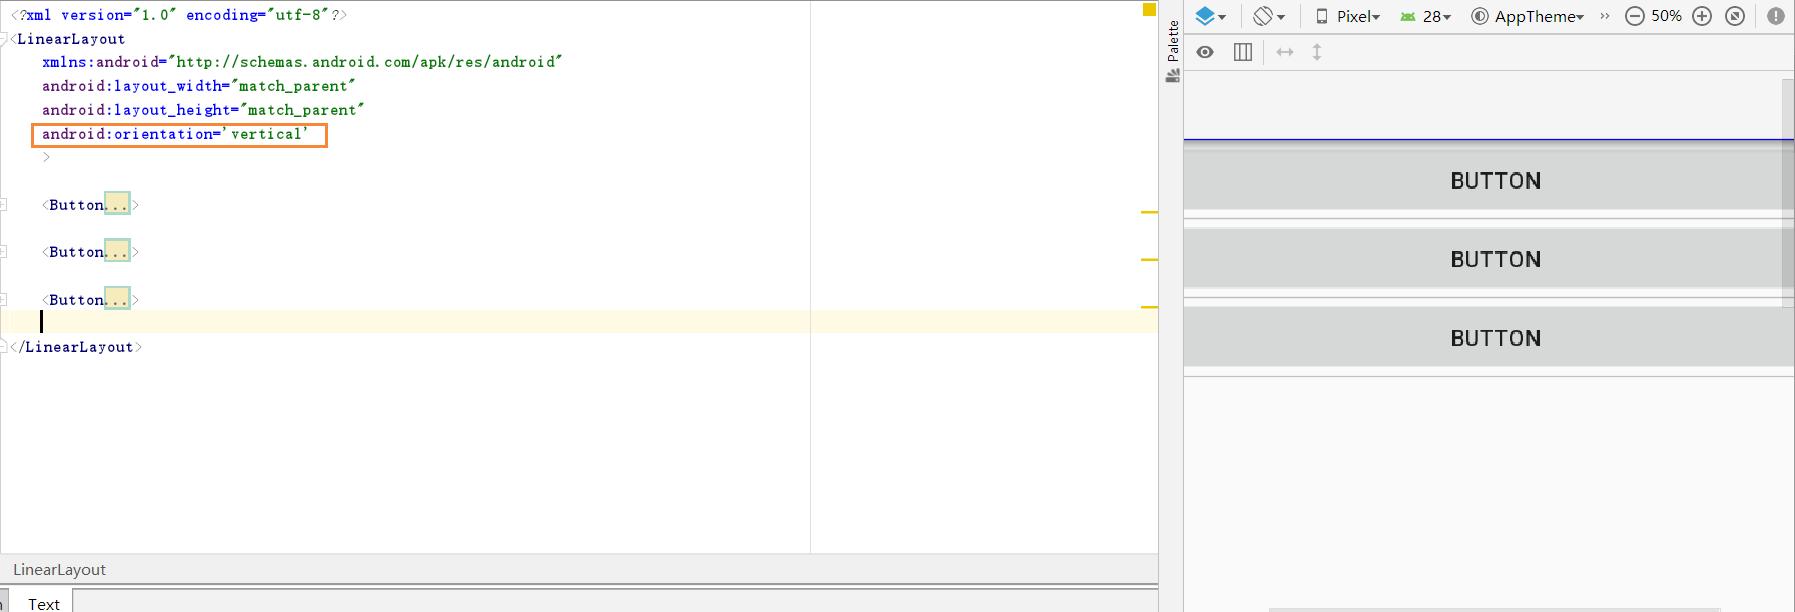 <?xml version="1.0" encoding="utf-8"?>
<LinearLayout
xmlns:android="http://schemas.android.com/apk/res/android"
android:layout_width="match_parent"
android:layout_height="match_parent"
android:orientation='vertical'
>
<Button...>
<Button...>
<Button...>
</LinearLayout>
LinearLayout
Text
Palette
Pixel
28
AppTheme
>>
50%
BUTTON
BUTTON
BUTTON